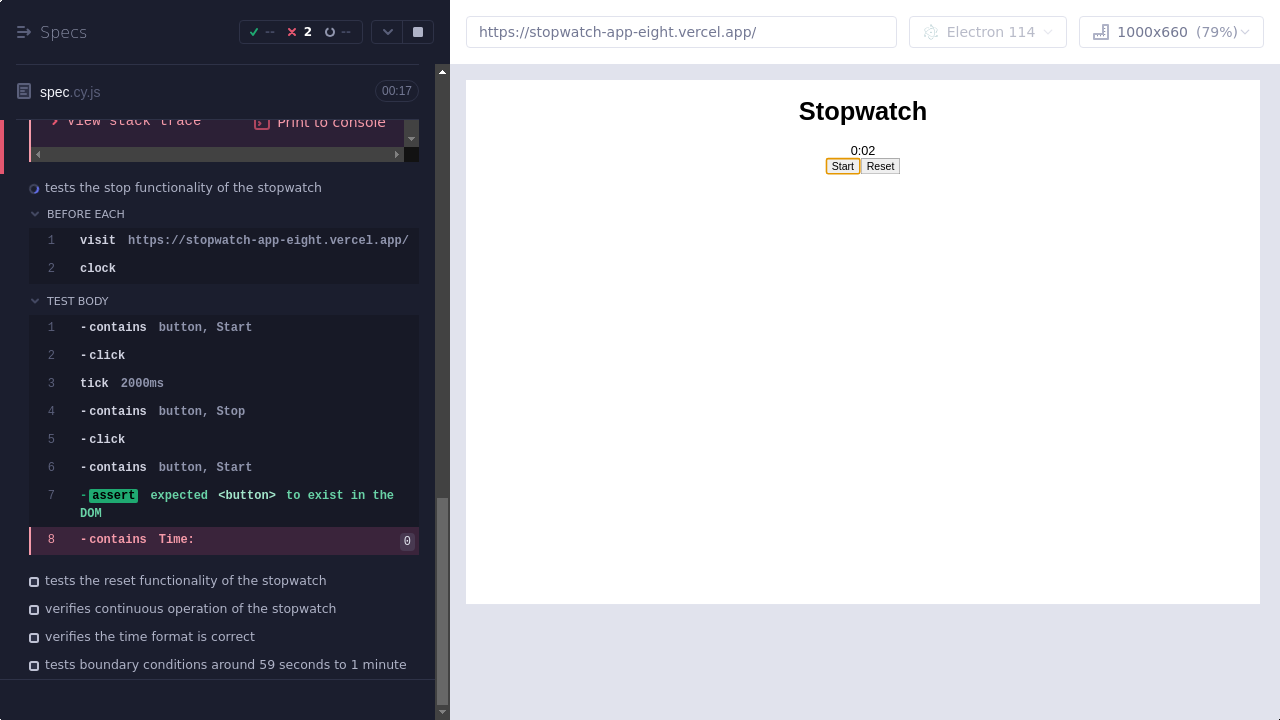 Specs
--
2
--
spec.cy.js
00:17
View stack trace
Print to console
tests the stop functionality of the stopwatch
BEFORE EACH
1 visit https://stopwatch-app-eight.vercel.app/
2 clock
TEST BODY
1 -contains button, Start
2 -click
3 tick 2000ms
4 -contains button, Stop
5 -click
6 -contains button, Start
7 -assert expected <button> to exist in the
DOM
8 -contains Time: 0
tests the reset functionality of the stopwatch
verifies continuous operation of the stopwatch
verifies the time format is correct
tests boundary conditions around 59 seconds to 1 minute
https://stopwatch-app-eight.vercel.app/
Electron 114
1000x660 (79%)
Stopwatch
0:02
Start Reset